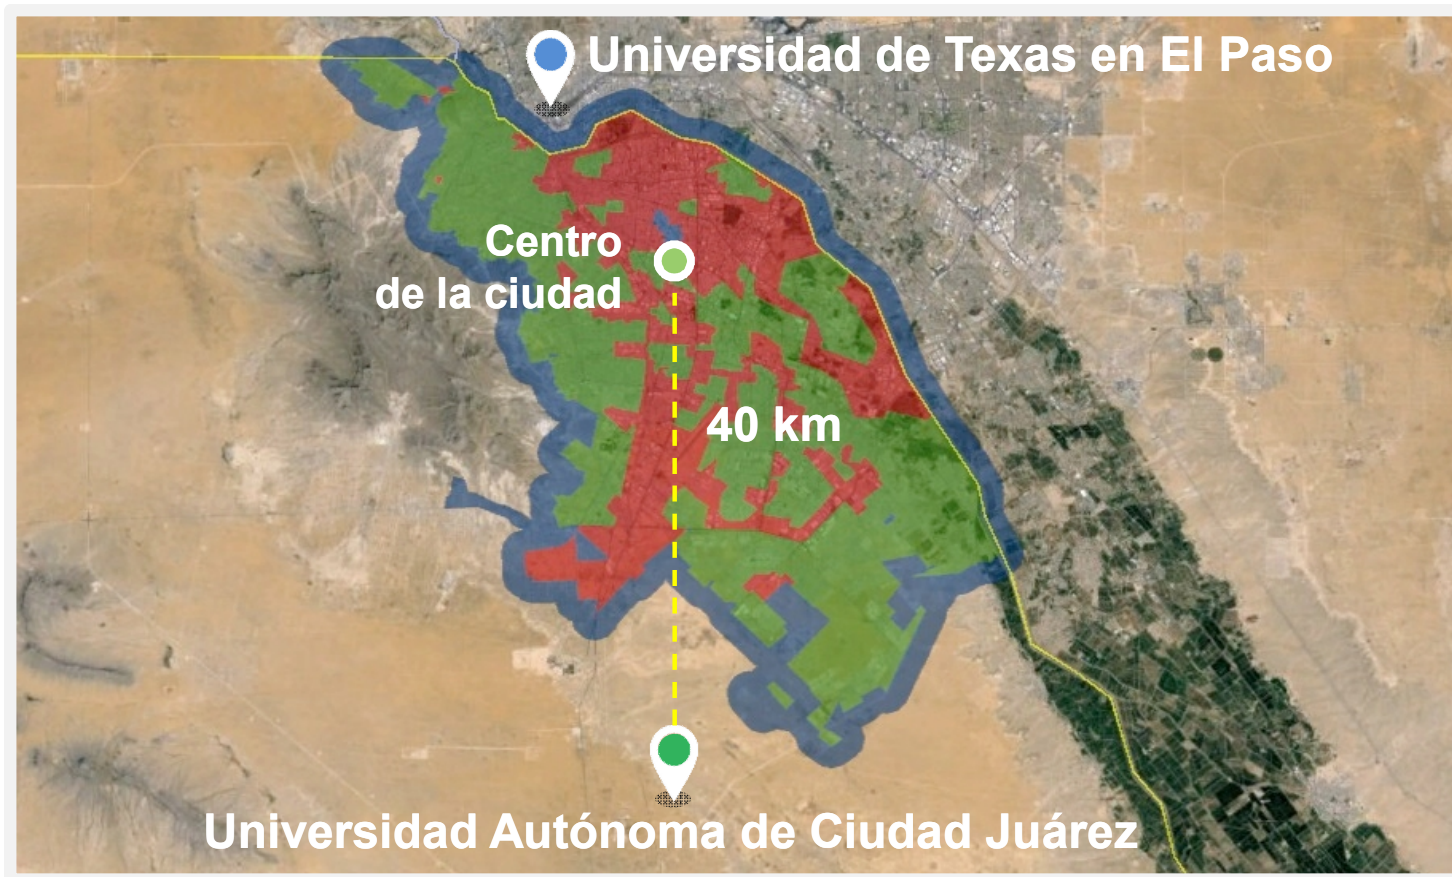 Universidad de Texas en El Paso
Centro
de la ciudad
40 km
Universidad Autónoma de Ciudad Juárez